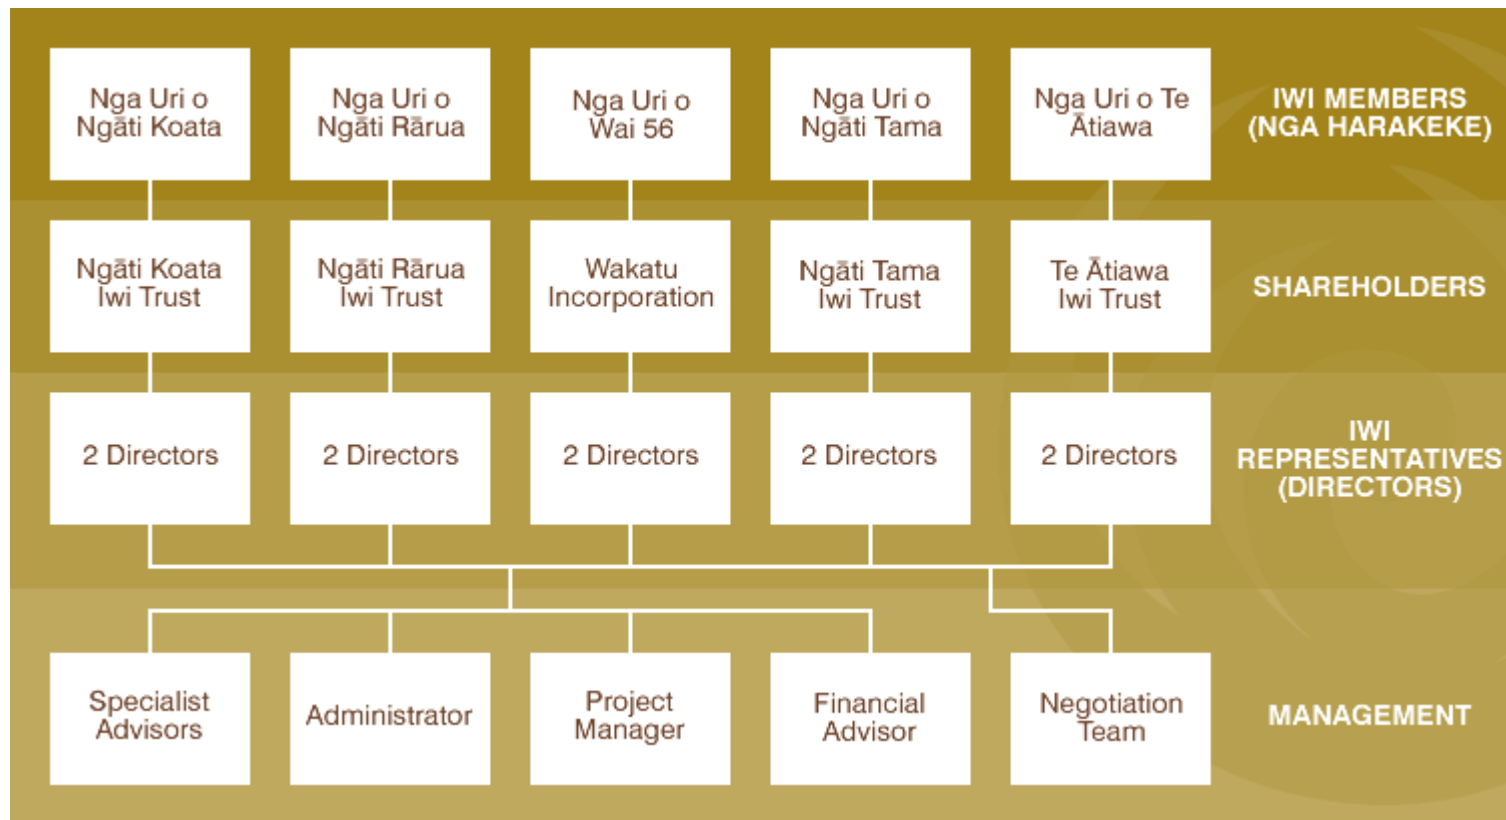 Nga Uri o
Ngāti Koata
Nga Uri o
Ngāti Rārua
Nga Uri o
Wai 56
Nga Uri o
Ngāti Tama
Nga Uri o Te
Ātiawa
IWI MEMBERS
(NGA HARAKEKE)
Ngāti Koata
Iwi Trust
Ngāti Rārua
Iwi Trust
Wakatu
Incorporation
Ngāti Tama
Iwi Trust
Te Ātiawa
Iwi Trust
SHAREHOLDERS
2 Directors
2 Directors
2 Directors
2 Directors
2 Directors
IWI
REPRESENTATIVES
(DIRECTORS)
Specialist
Advisors
Administrator
Project
Manager
Financial
Advisor
Negotiation
Team
MANAGEMENT